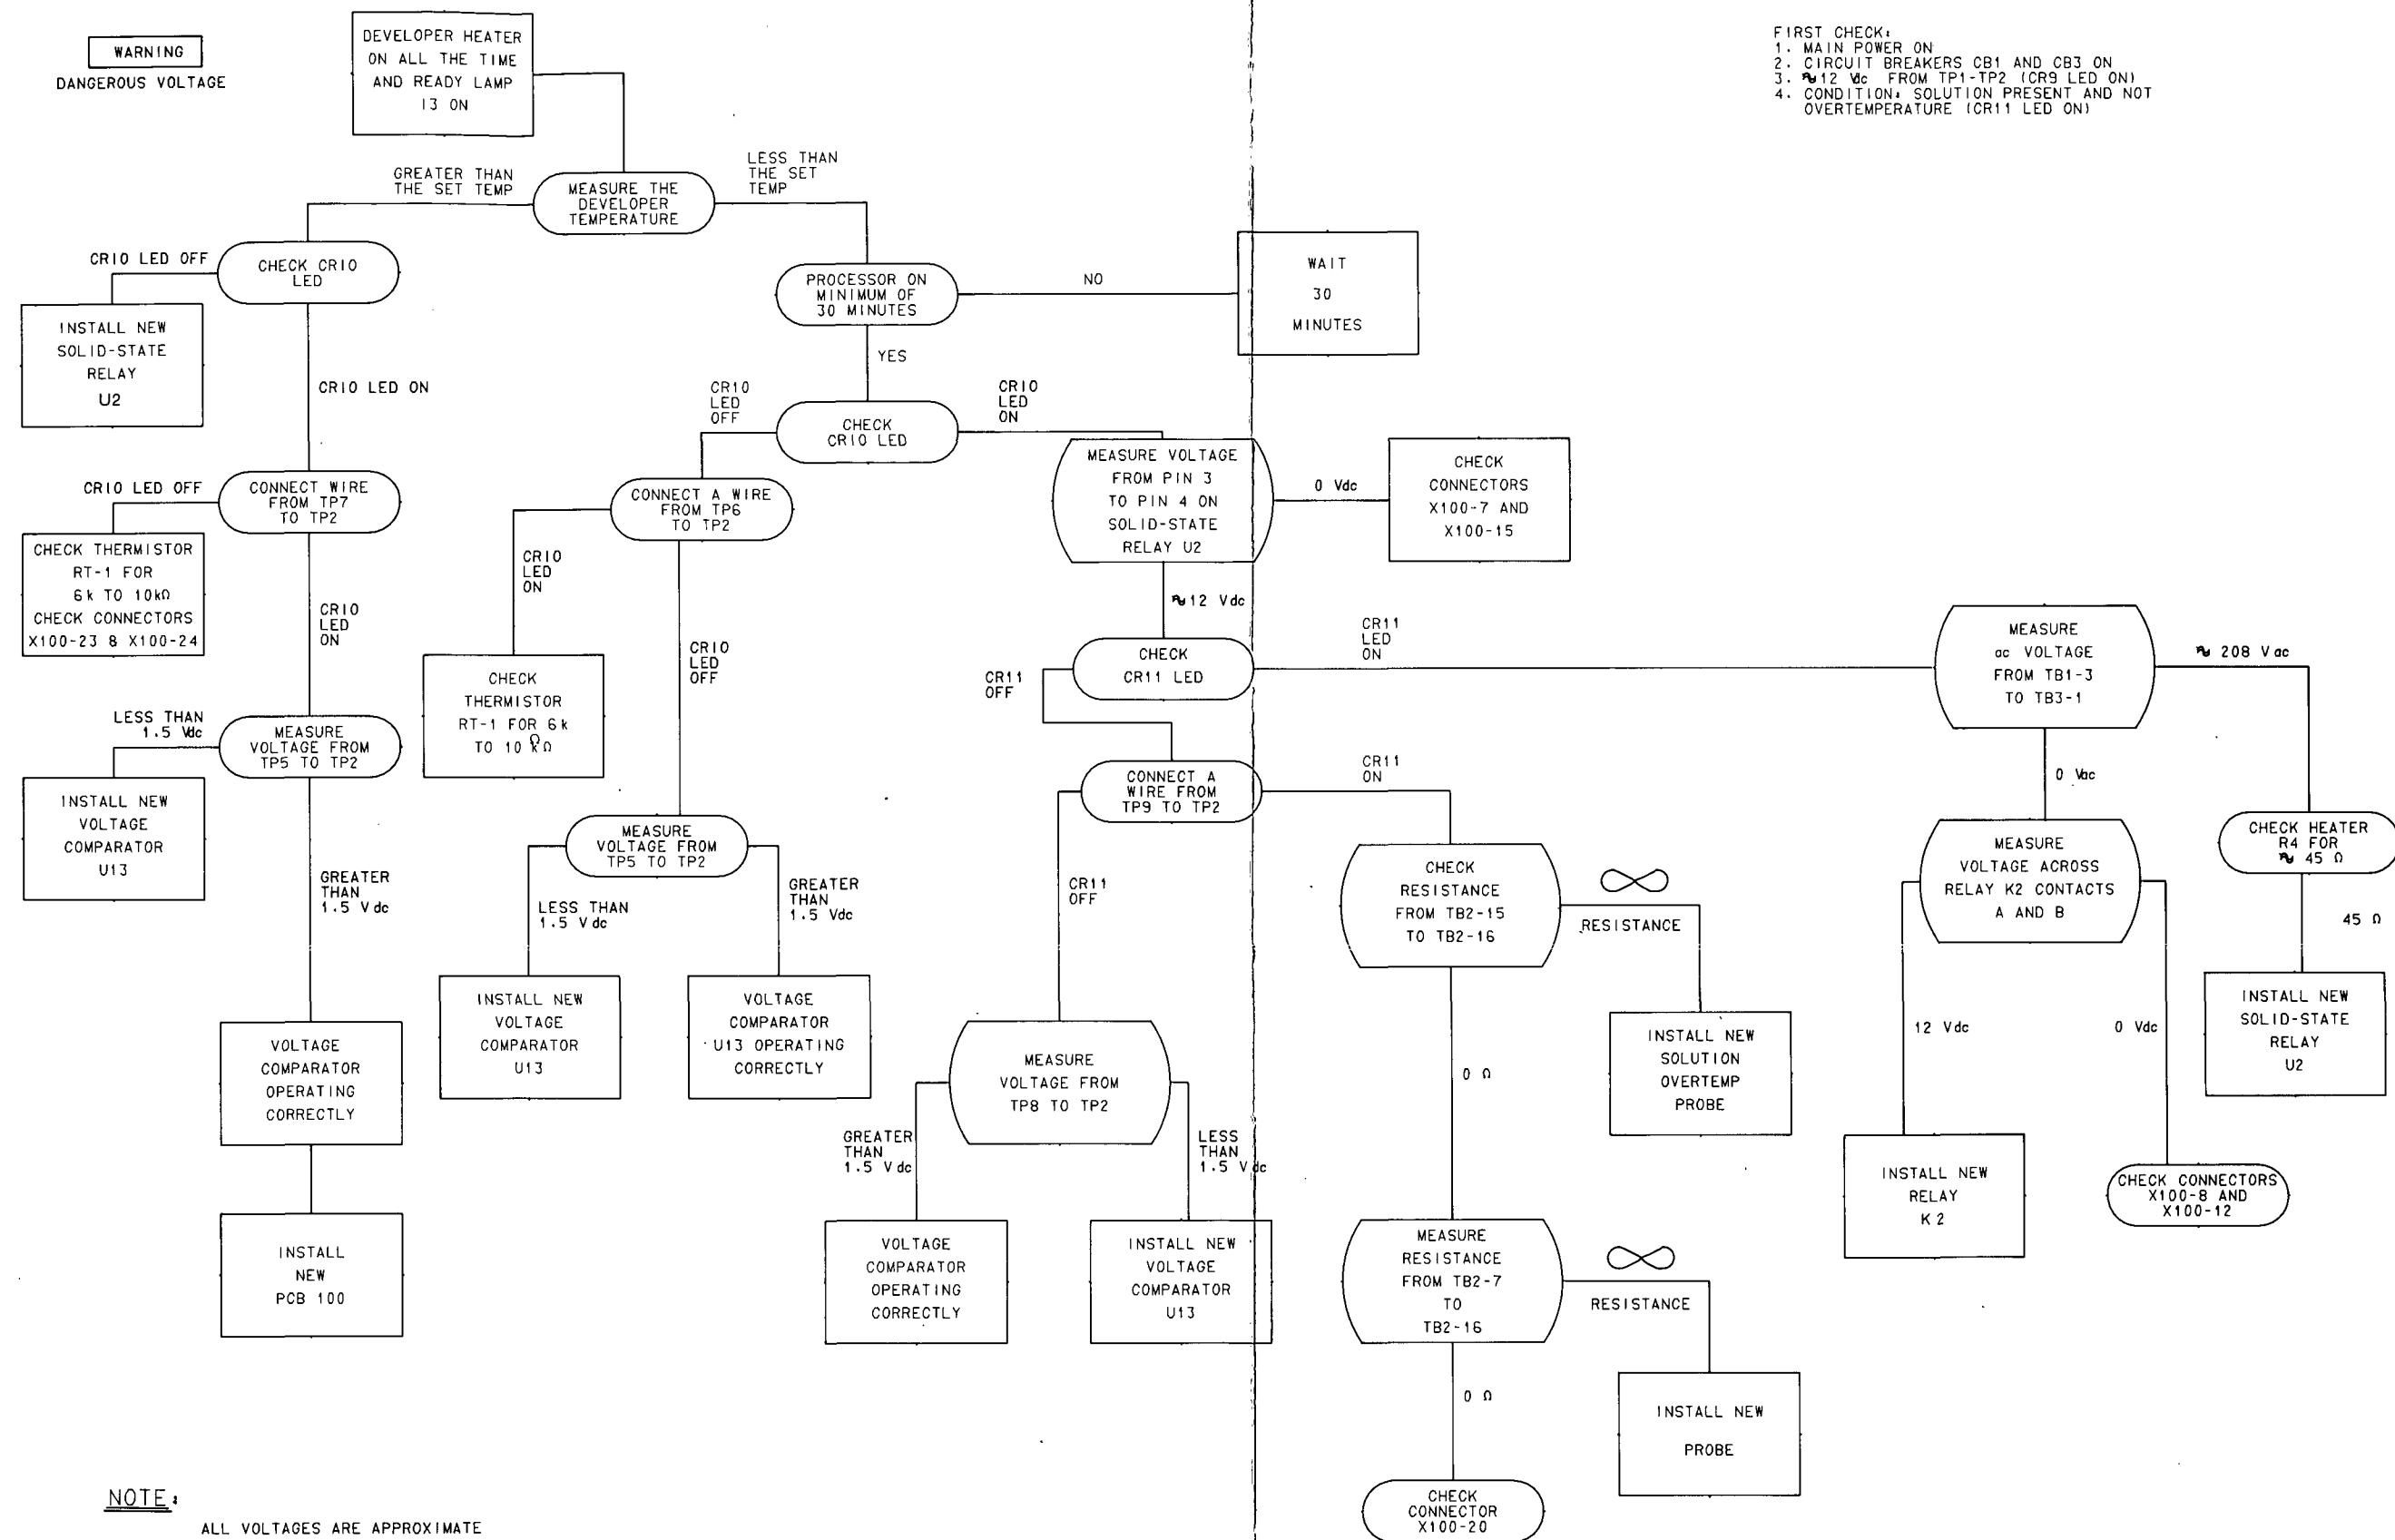 WARNING
DANGEROUS VOLTAGE
DEVELOPER HEATER
ON ALL THE TIME
AND READY LAMP
I3 ON
FIRST CHECK:
1. MAIN POWER ON
2. CIRCUIT BREAKERS CB1 AND CB3 ON
3. ≈12 Vdc FROM TP1-TP2 (CR9 LED ON)
4. CONDITION: SOLUTION PRESENT AND NOT
OVERTEMPERATURE (CR11 LED ON)
GREATER THAN
THE SET TEMP
MEASURE THE
DEVELOPER
TEMPERATURE
LESS THAN
THE SET
TEMP
CR10 LED OFF
CHECK CR10
LED
INSTALL NEW
SOLID-STATE
RELAY
U2
CR10 LED ON
PROCESSOR ON
MINIMUM OF
30 MINUTES
NO
WAIT
30
MINUTES
YES
CR10
LED
OFF
CHECK
CR10 LED
CR10
LED
ON
CR10 LED OFF
CONNECT WIRE
FROM TP7
TO TP2
CHECK THERMISTOR
RT-1 FOR
6k TO 10kΩ
CHECK CONNECTORS
X100-23 & X100-24
CR10
LED
ON
CONNECT A WIRE
FROM TP6
TO TP2
CR10
LED
ON
CR10
LED
OFF
CHECK
THERMISTOR
RT-1 FOR 6k
TO 10 kΩ
Ω
MEASURE VOLTAGE
FROM PIN 3
TO PIN 4 ON
SOLID-STATE
RELAY U2
0 Vdc
CHECK
CONNECTORS
X100-7 AND
X100-15
≈12 Vdc
CHECK
CR11 LED
CR11
LED
ON
CR11
OFF
MEASURE
ac VOLTAGE
FROM TB1-3
TO TB3-1
≈ 208 Vac
LESS THAN
1.5 Vdc
MEASURE
VOLTAGE FROM
TP5 TO TP2
INSTALL NEW
VOLTAGE
COMPARATOR
U13
GREATER
THAN
1.5 Vdc
MEASURE
VOLTAGE FROM
TP5 TO TP2
LESS THAN
1.5 Vdc
GREATER
THAN
1.5 Vdc
INSTALL NEW
VOLTAGE
COMPARATOR
U13
VOLTAGE
COMPARATOR
U13 OPERATING
CORRECTLY
CONNECT A
WIRE FROM
TP9 TO TP2
CR11
ON
CR11
OFF
CHECK
RESISTANCE
FROM TB2-15
TO TB2-16
∞
RESISTANCE
INSTALL NEW
SOLUTION
OVERTEMP
PROBE
0 Ω
0 Vac
MEASURE
VOLTAGE ACROSS
RELAY K2 CONTACTS
A AND B
CHECK HEATER
R4 FOR
≈ 45 Ω
45 Ω
INSTALL NEW
SOLID-STATE
RELAY
U2
12 Vdc
0 Vdc
INSTALL NEW
RELAY
K2
CHECK CONNECTORS
X100-8 AND
X100-12
VOLTAGE
COMPARATOR
OPERATING
CORRECTLY
INSTALL
NEW
PCB 100
MEASURE
VOLTAGE FROM
TP8 TO TP2
GREATER
THAN
1.5 Vdc
LESS
THAN
1.5 Vdc
VOLTAGE
COMPARATOR
OPERATING
CORRECTLY
INSTALL NEW
VOLTAGE
COMPARATOR
U13
MEASURE
RESISTANCE
FROM TB2-7
TO
TB2-16
∞
RESISTANCE
INSTALL NEW
PROBE
0 Ω
CHECK
CONNECTOR
X100-20
NOTE:
ALL VOLTAGES ARE APPROXIMATE